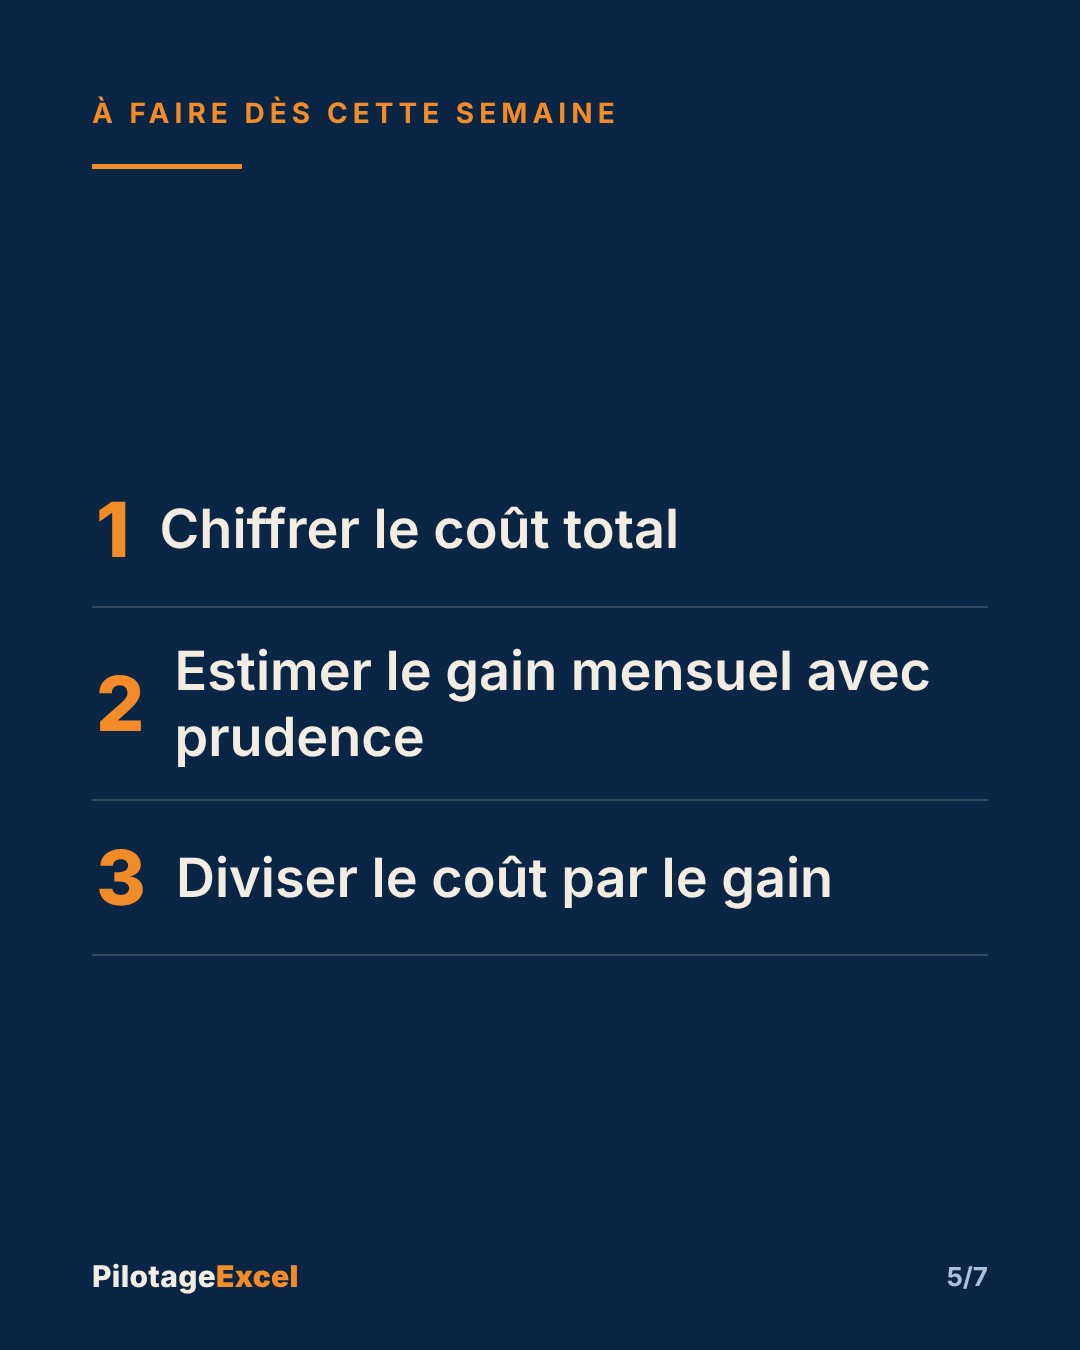 À FAIRE DÈS CETTE SEMAINE
1 Chiffrer le coût total
2 Estimer le gain mensuel avec
prudence
3 Diviser le coût par le gain
PilotageExcel
5/7